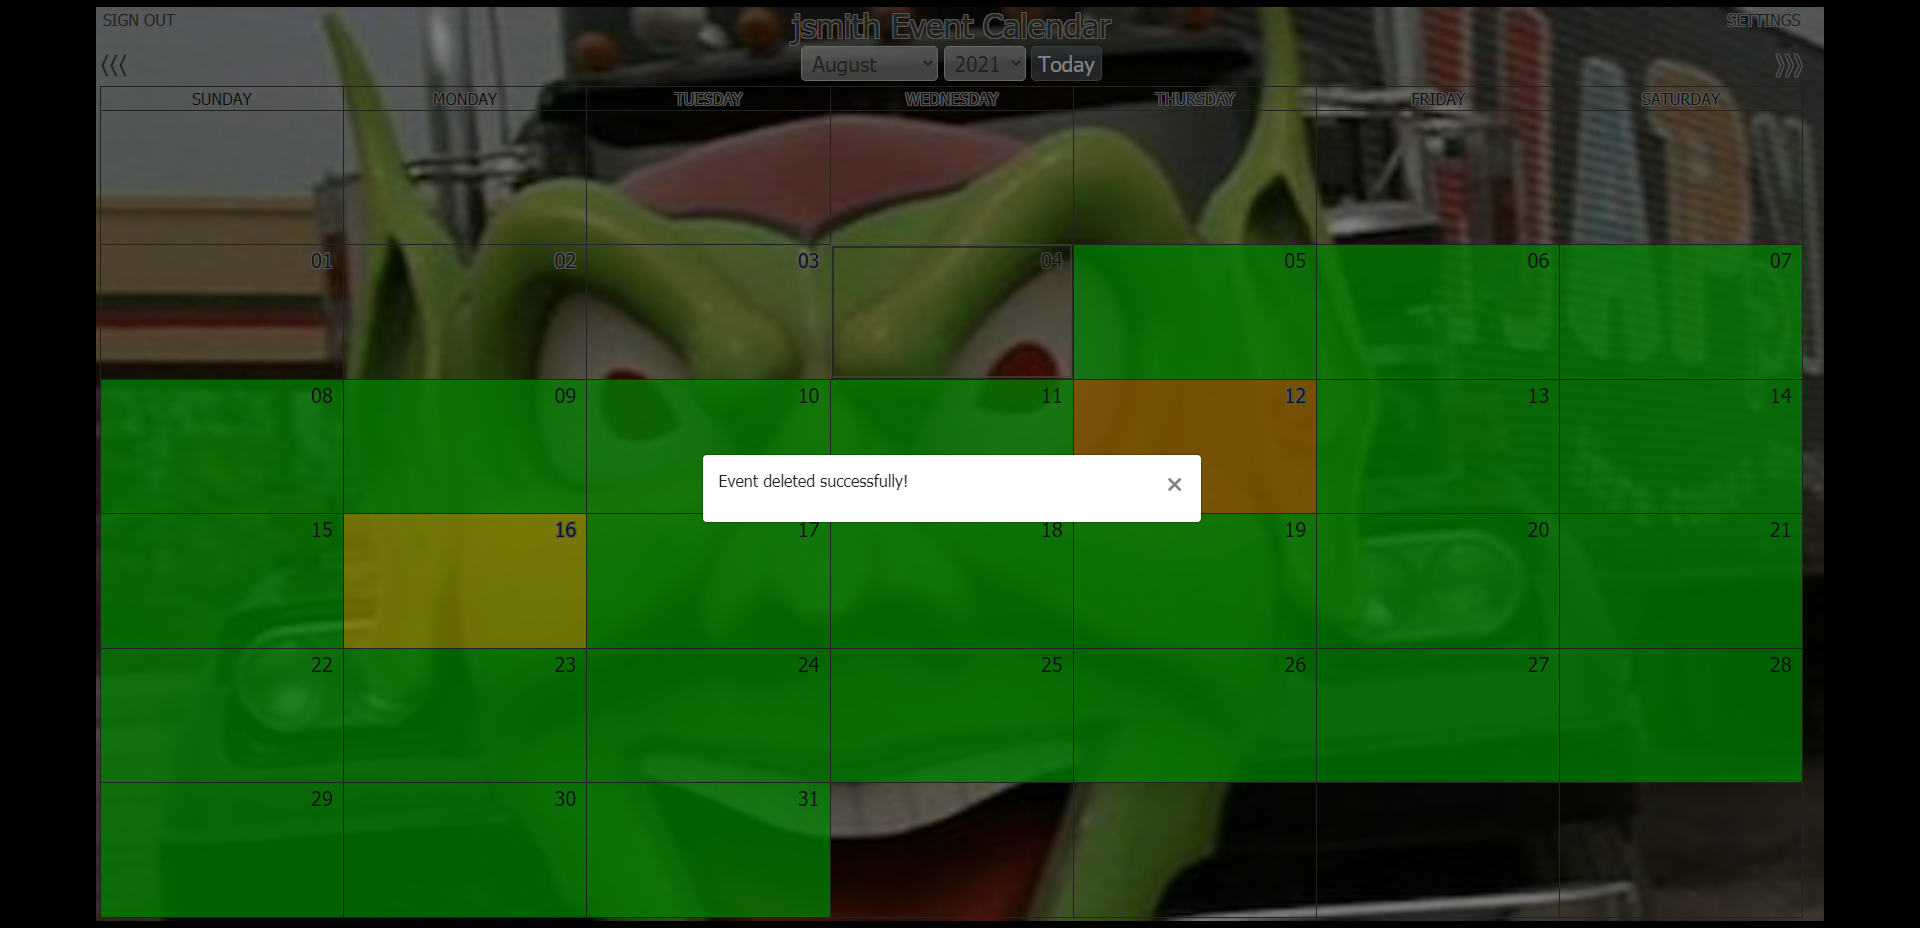 SIGN OUT
jsmith Event Calendar
SETTINGS
⟨⟨⟨
August 2021 Today
⟩⟩⟩
SUNDAY MONDAY TUESDAY WEDNESDAY THURSDAY FRIDAY SATURDAY
01 02 03 04 05 06 07
08 09 10 11 12 13 14
Event deleted successfully! ×
15 16 17 18 19 20 21
22 23 24 25 26 27 28
29 30 31